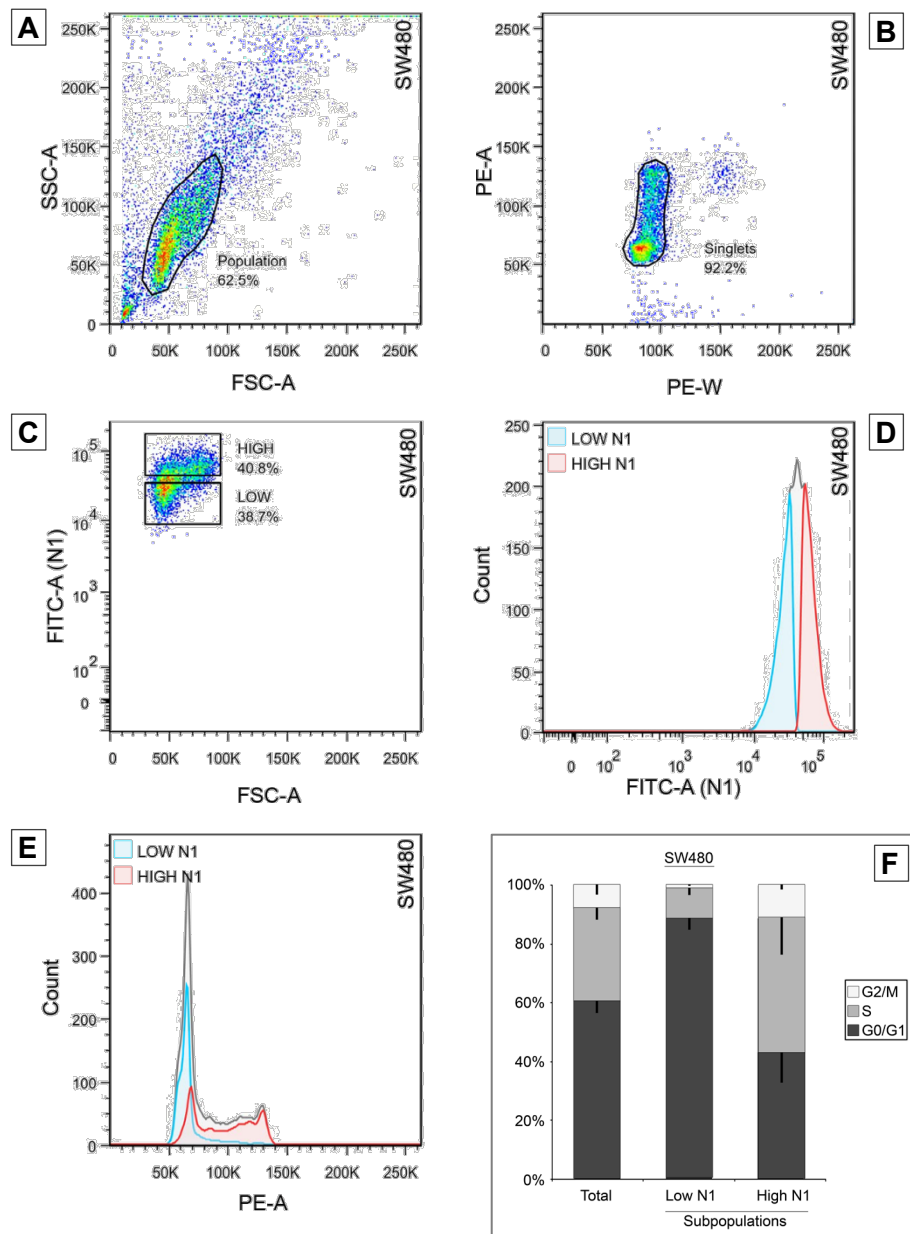 A
250K
200K
150K
100K
50K
0
SSC-A
0 50K 100K 150K 200K 250K
FSC-A
SW480
Population
62.5%
B
250K
200K
150K
100K
50K
0
PE-A
0 50K 100K 150K 200K 250K
PE-W
SW480
Singlets
92.2%
C
10^5
10^4
10^3
10^2
0
FITC-A (N1)
0 50K 100K 150K 200K 250K
FSC-A
SW480
HIGH
40.8%
LOW
38.7%
D
LOW N1
HIGH N1
250
200
150
100
50
0
Count
0 10^2 10^3 10^4 10^5
FITC-A (N1)
SW480
E
LOW N1
HIGH N1
400
300
200
100
0
Count
0 50K 100K 150K 200K 250K
PE-A
SW480
F
SW480
100%
80%
60%
40%
20%
0%
Total Low N1 High N1
Subpopulations
G2/M
S
G0/G1